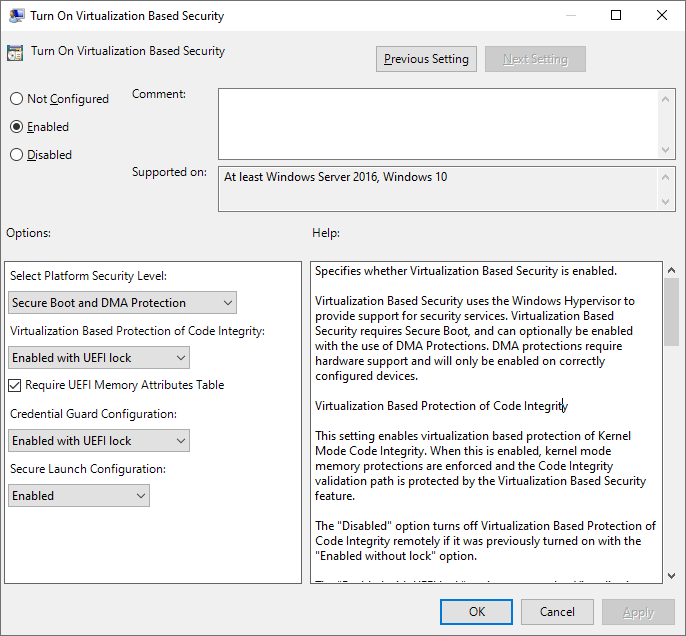 Turn On Virtualization Based Security
Turn On Virtualization Based Security
Previous Setting
Next Setting
Not Configured
Enabled
Disabled
Comment:
Supported on:
At least Windows Server 2016, Windows 10
Options:
Select Platform Security Level:
Secure Boot and DMA Protection
Virtualization Based Protection of Code Integrity:
Enabled with UEFI lock
Require UEFI Memory Attributes Table
Credential Guard Configuration:
Enabled with UEFI lock
Secure Launch Configuration:
Enabled
Help:
Specifies whether Virtualization Based Security is enabled.
Virtualization Based Security uses the Windows Hypervisor to
provide support for security services. Virtualization Based
Security requires Secure Boot, and can optionally be enabled
with the use of DMA Protections. DMA protections require
hardware support and will only be enabled on correctly
configured devices.
Virtualization Based Protection of Code Integrity
This setting enables virtualization based protection of Kernel
Mode Code Integrity. When this is enabled, kernel mode
memory protections are enforced and the Code Integrity
validation path is protected by the Virtualization Based Security
feature.
The "Disabled" option turns off Virtualization Based Protection of
Code Integrity remotely if it was previously turned on with the
"Enabled without lock" option.
OK
Cancel
Apply